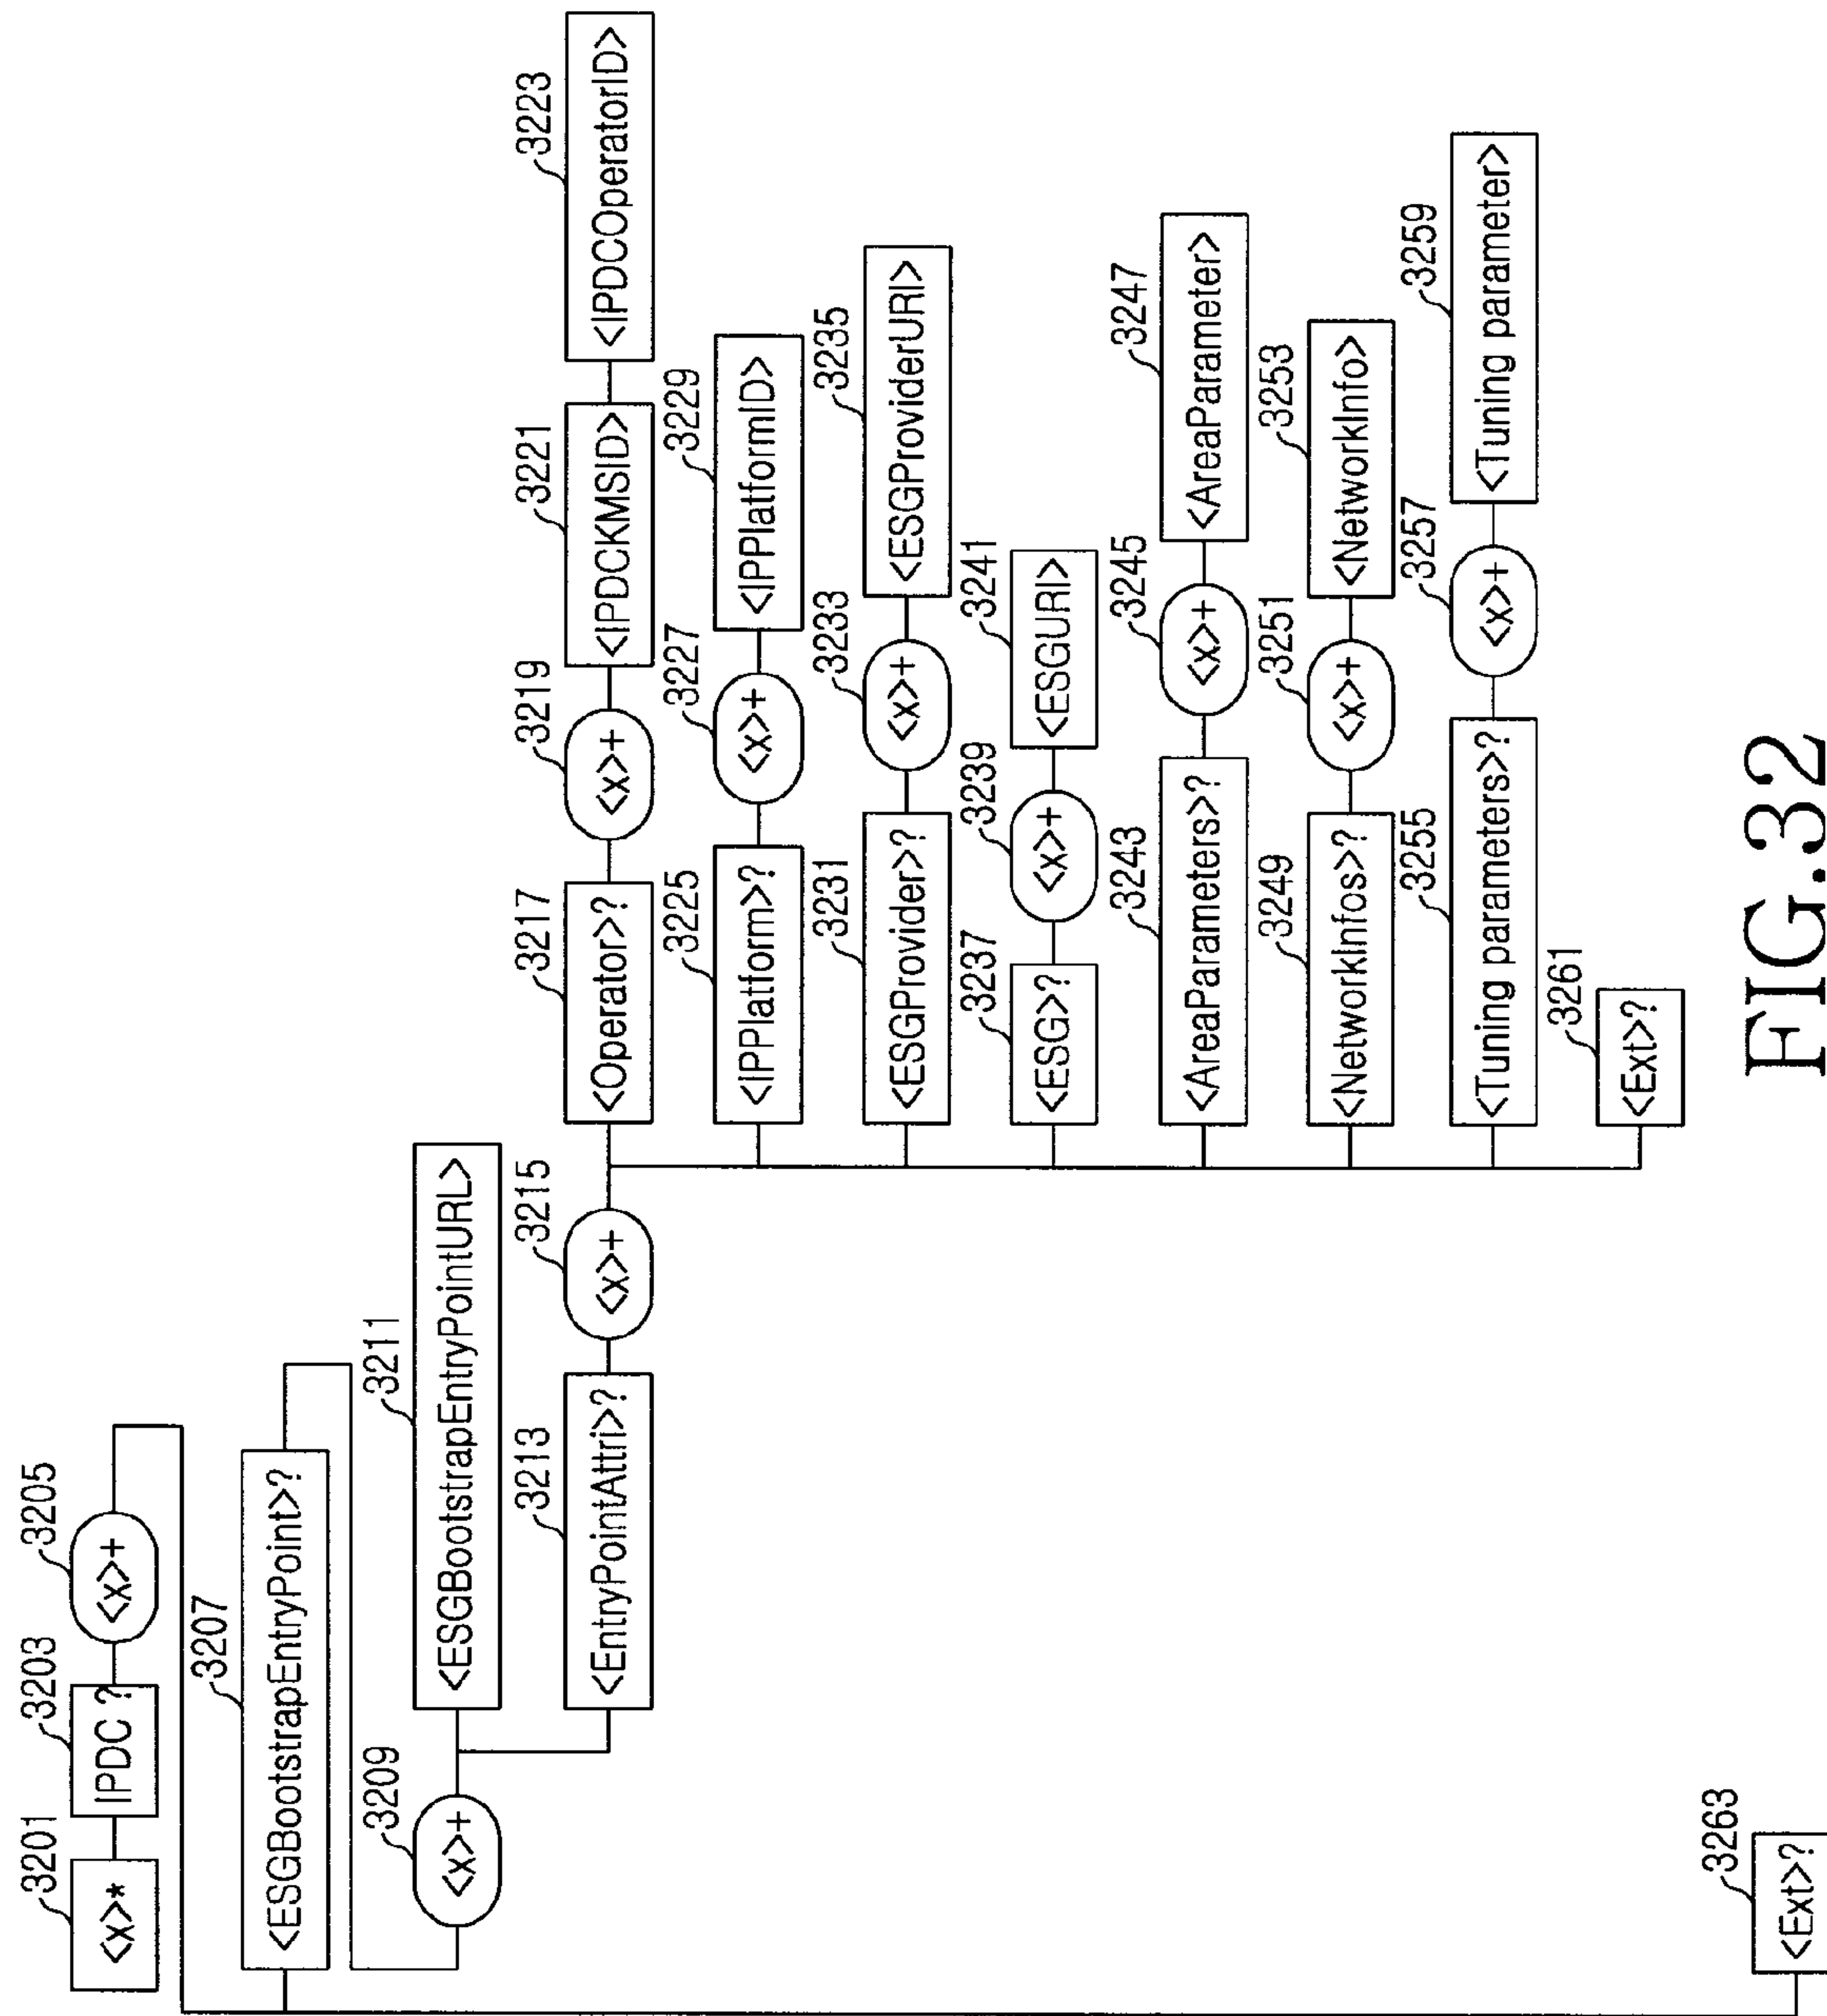 3201
<x>*
3203
IPDC ?
3205
<x>+
3207
<ESGBootstrapEntryPoint>?
3209
<x>+
3211
<ESGBootstrapEntryPointURL>
3213
<EntryPointAttri>?
3215
<x>+
3217
<Operator>?
3219
<x>+
3221
<IPDCKMSID>
3223
<IPDCOperatorID>
3225
<IPPlatform>?
3227
<x>+
3229
<IPPlatformID>
3231
<ESGProvider>?
3233
<x>+
3235
<ESGProviderURI>
3237
<ESG>?
3239
<x>+
3241
<ESGURI>
3243
<AreaParameters>?
3245
<x>+
3247
<AreaParameter>
3249
<NetworkInfos>?
3251
<x>+
3253
<NetworkInfo>
3255
<Tuning parameters>?
3257
<x>+
3259
<Tuning parameter>
3261
<Ext>?
3263
<Ext>?
FIG.32